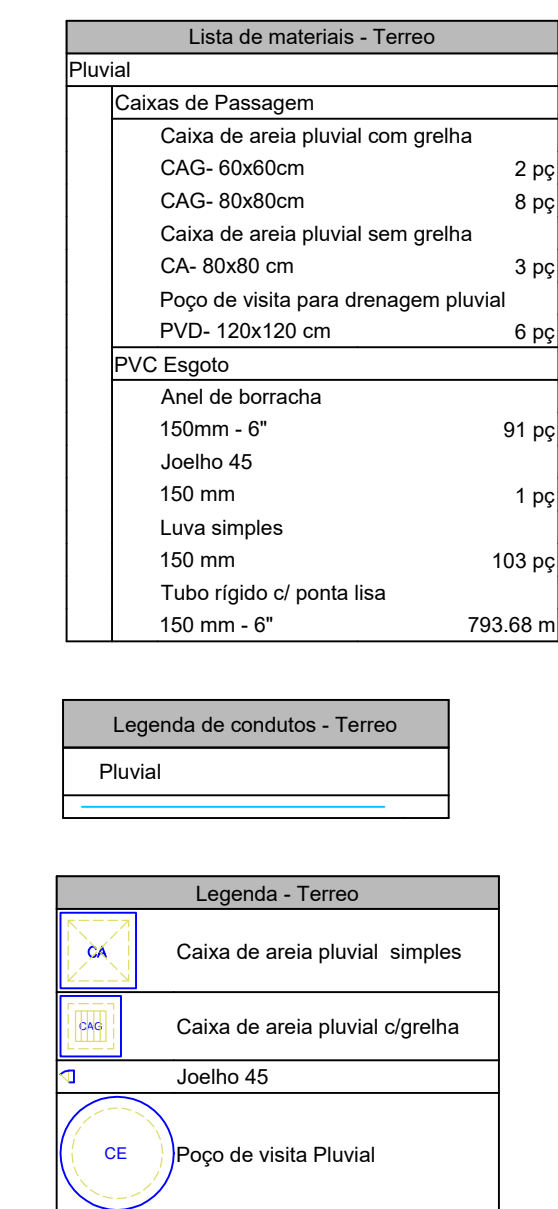 Lista de materiais - Terreo
Pluvial
Caixas de Passagem
Caixa de areia pluvial com grelha
CAG- 60x60cm 2 pç
CAG- 80x80cm 8 pç
Caixa de areia pluvial sem grelha
CA- 80x80 cm 3 pç
Poço de visita para drenagem pluvial
PVD- 120x120 cm 6 pç
PVC Esgoto
Anel de borracha
150mm - 6" 91 pç
Joelho 45
150 mm 1 pç
Luva simples
150 mm 103 pç
Tubo rígido c/ ponta lisa
150 mm - 6" 793.68 m
Legenda de condutos - Terreo
Pluvial
Legenda - Terreo
CA Caixa de areia pluvial simples
CAG Caixa de areia pluvial c/grelha
Joelho 45
CE Poço de visita Pluvial